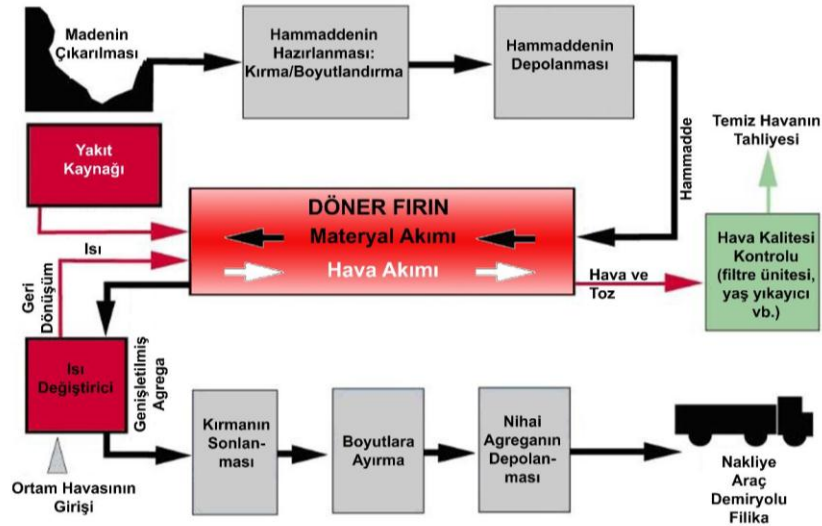 Madenin
Çıkarılması
Hammaddenin
Hazırlanması:
Kırma/Boyutlandırma
Hammaddenin
Depolanması
Hammadde
Temiz Havanın
Tahliyesi
Yakıt
Kaynağı
DÖNER FIRIN
Materyal Akımı
Hava Akımı
Isı
Geri
Dönüşüm
Hava ve
Toz
Hava Kalitesi
Kontrolu
(filtre ünitesi,
yaş yıkayıcı
vb.)
Isı
Değiştirici
Genişletilmiş
Agrega
Ortam Havasının
Girişi
Kırmanın
Sonlan-
ması
Boyutlara
Ayırma
Nihai
Agreganın
Depolan-
ması
Nakliye
Araç
Demiryolu
Filika